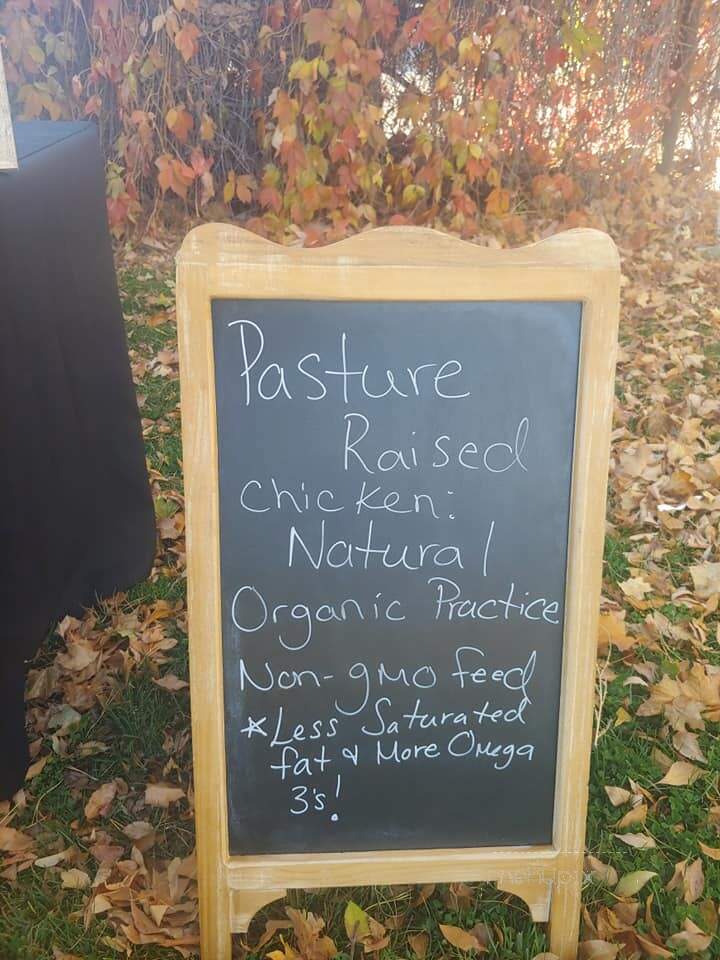 Pasture
Raised
Chicken:
Natural
Organic Practice
Non-gmo feed
*Less Saturated
fat & More Omega
3's!